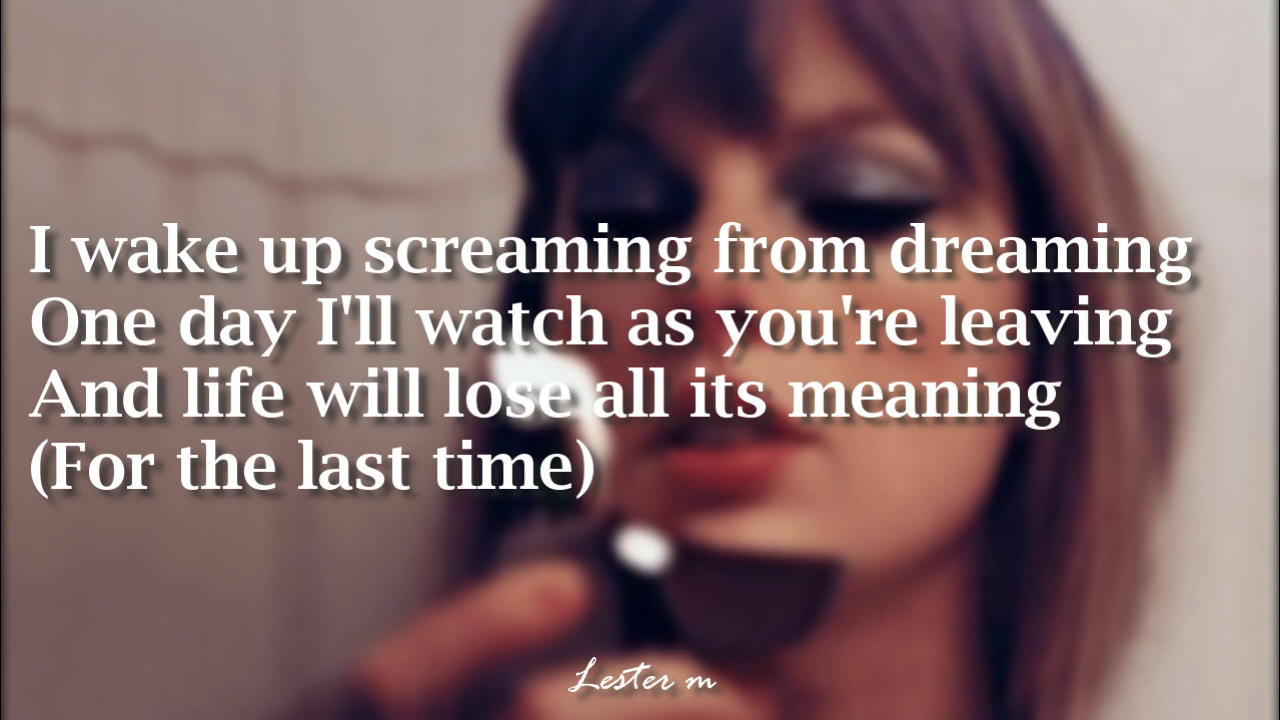 I wake up screaming from dreaming
One day I'll watch as you're leaving
And life will lose all its meaning
(For the last time)
Lester m